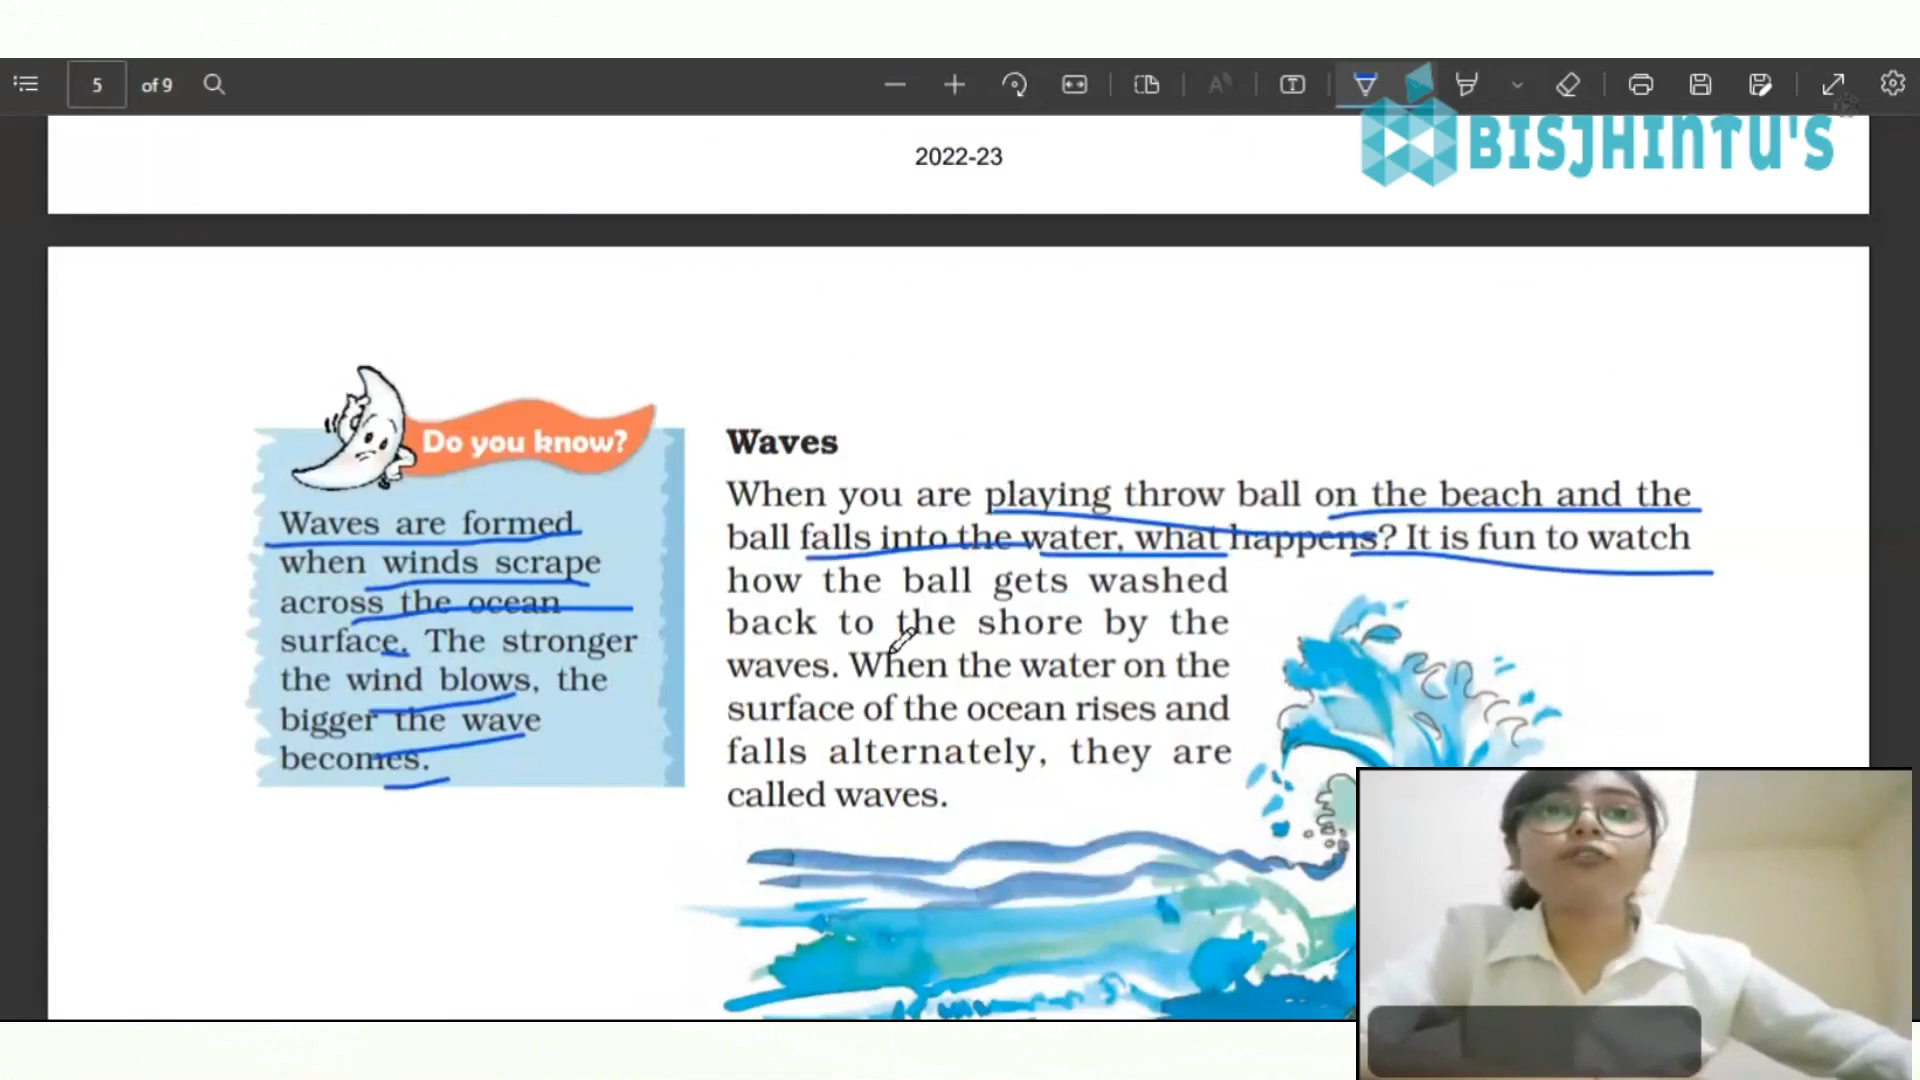 5 of 9
BISJHINTU'S
2022-23
Do you know?
Waves are formed
when winds scrape
across the ocean
surface. The stronger
the wind blows, the
bigger the wave
becomes.
Waves
When you are playing throw ball on the beach and the
ball falls into the water, what happens? It is fun to watch
how the ball gets washed
back to the shore by the
waves. When the water on the
surface of the ocean rises and
falls alternately, they are
called waves.